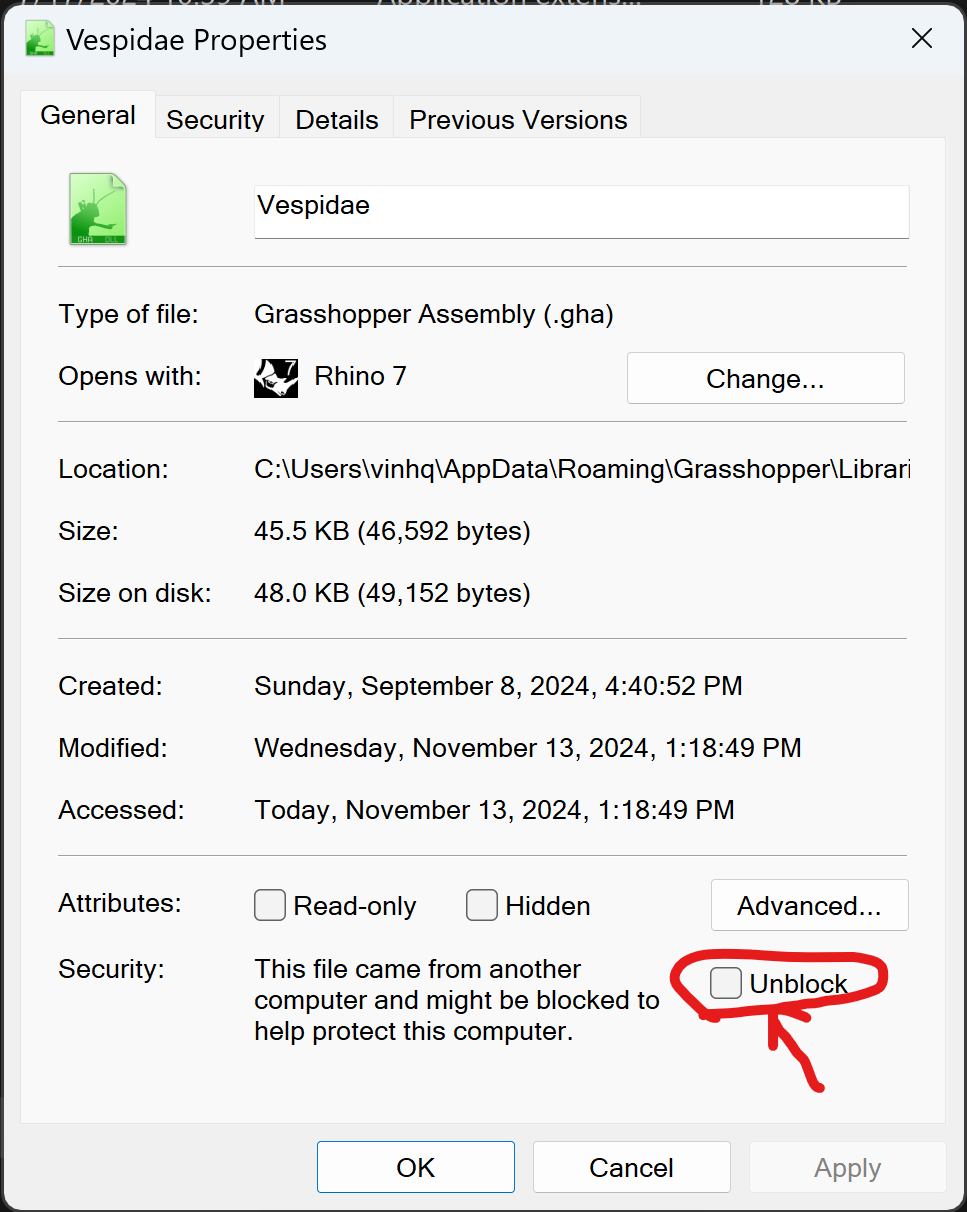 Vespidae Properties
General Security Details Previous Versions
GHA DLL
Vespidae
Type of file: Grasshopper Assembly (.gha)
Opens with: 7 Rhino 7 Change...
Location: C:\Users\vinhq\AppData\Roaming\Grasshopper\Librari
Size: 45.5 KB (46,592 bytes)
Size on disk: 48.0 KB (49,152 bytes)
Created: Sunday, September 8, 2024, 4:40:52 PM
Modified: Wednesday, November 13, 2024, 1:18:49 PM
Accessed: Today, November 13, 2024, 1:18:49 PM
Attributes: Read-only Hidden Advanced...
Security: This file came from another
computer and might be blocked to
help protect this computer.
Unblock
OK Cancel Apply